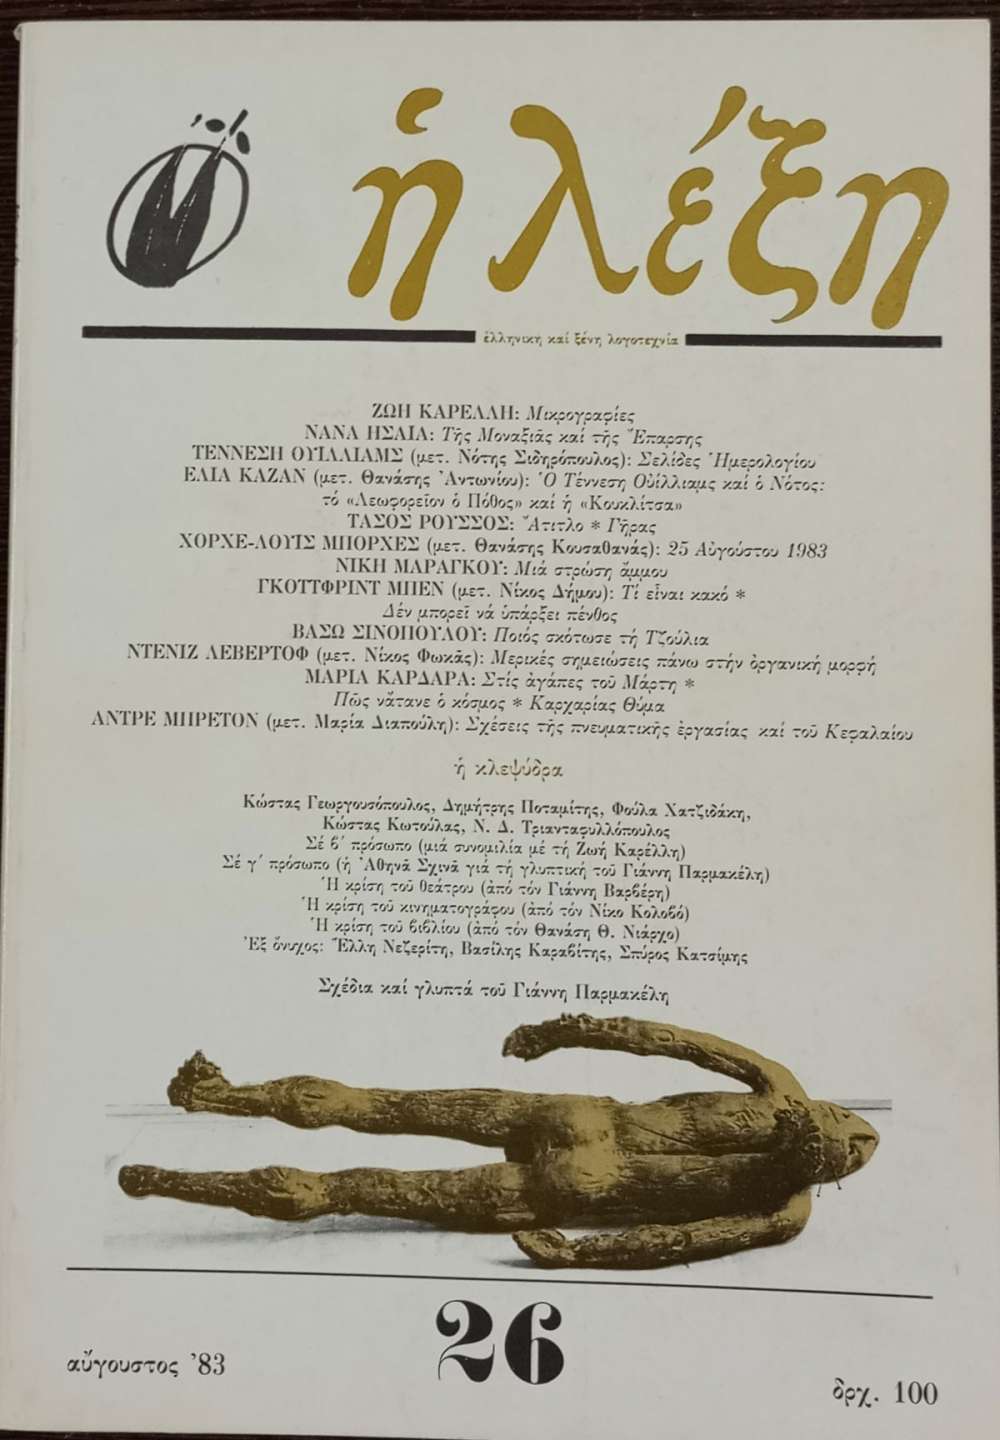 ἡ λέξη
ἑλληνική καί ξένη λογοτεχνία
ΖΩΗ ΚΑΡΕΛΛΗ: Μικρογραφίες
ΝΑΝΑ ΗΣΑΪΑ: Τῆς Μοναξιᾶς καί τῆς Ἔπαρσης
ΤΕΝΝΕΣΗ ΟΥΙΛΛΙΑΜΣ (μετ. Νότης Σιδηρόπουλος): Σελίδες Ἡμερολογίου
ΕΛΙΑ ΚΑΖΑΝ (μετ. Θανάσης Ἀντωνίου): Ὁ Τέννεση Οὐίλλιαμς καί ὁ Νότος:
τό «Λεωφορεῖον ὁ Πόθος» καί ἡ «Κουκλίτσα»
ΤΑΣΟΣ ΡΟΥΣΣΟΣ: Ἄτιτλο * Γῆρας
ΧΟΡΧΕ-ΛΟΥΙΣ ΜΠΟΡΧΕΣ (μετ. Θανάσης Κουσαθανάς): 25 Αὐγούστου 1983
ΝΙΚΗ ΜΑΡΑΓΚΟΥ: Μιά στρώση ἄμμου
ΓΚΟΤΤΦΡΙΝΤ ΜΠΕΝ (μετ. Νίκος Δήμου): Τί εἶναι κακό *
Δέν μπορεῖ νά ὑπάρξει πένθος
ΒΑΣΩ ΣΙΝΟΠΟΥΛΟΥ: Ποιός σκότωσε τή Τζούλια
ΝΤΕΝΙΖ ΛΕΒΕΡΤΟΦ (μετ. Νίκος Φωκᾶς): Μερικές σημειώσεις πάνω στήν ὀργανική μορφή
ΜΑΡΙΑ ΚΑΡΔΑΡΑ: Στίς ἀγάπες τοῦ Μάρτη *
Πῶς νἄτανε ὁ κόσμος * Καρχαρίας Θύμα
ΑΝΤΡΕ ΜΠΡΕΤΟΝ (μετ. Μαρία Διαπούλη): Σχέσεις τῆς πνευματικῆς ἐργασίας καί τοῦ Κεφαλαίου
ἡ κλεψύδρα
Κώστας Γεωργουσόπουλος, Δημήτρης Ποταμίτης, Φούλα Χατζιδάκη,
Κώστας Κωτούλας, Ν. Δ. Τριανταφυλλόπουλος
Σέ β΄ πρόσωπο (μιά συνομιλία μέ τή Ζωή Καρέλλη)
Σέ γ΄ πρόσωπο (ἡ Ἀθηνᾶ Σχινᾶ γιά τή γλυπτική τοῦ Γιάννη Παρμακέλη)
Ἡ κρίση τοῦ θεάτρου (ἀπό τόν Γιάννη Βαρβέρη)
Ἡ κρίση τοῦ κινηματογράφου (ἀπό τόν Νίκο Κολοβό)
Ἡ κρίση τοῦ βιβλίου (ἀπό τόν Θανάση Θ. Νιάρχο)
Ἐξ ὄνυχος: Ἕλλη Νεζερίτη, Βασίλης Καραβίτης, Σπύρος Κατσίμης
Σχέδια καί γλυπτά τοῦ Γιάννη Παρμακέλη
26
αὔγουστος '83
δρχ. 100